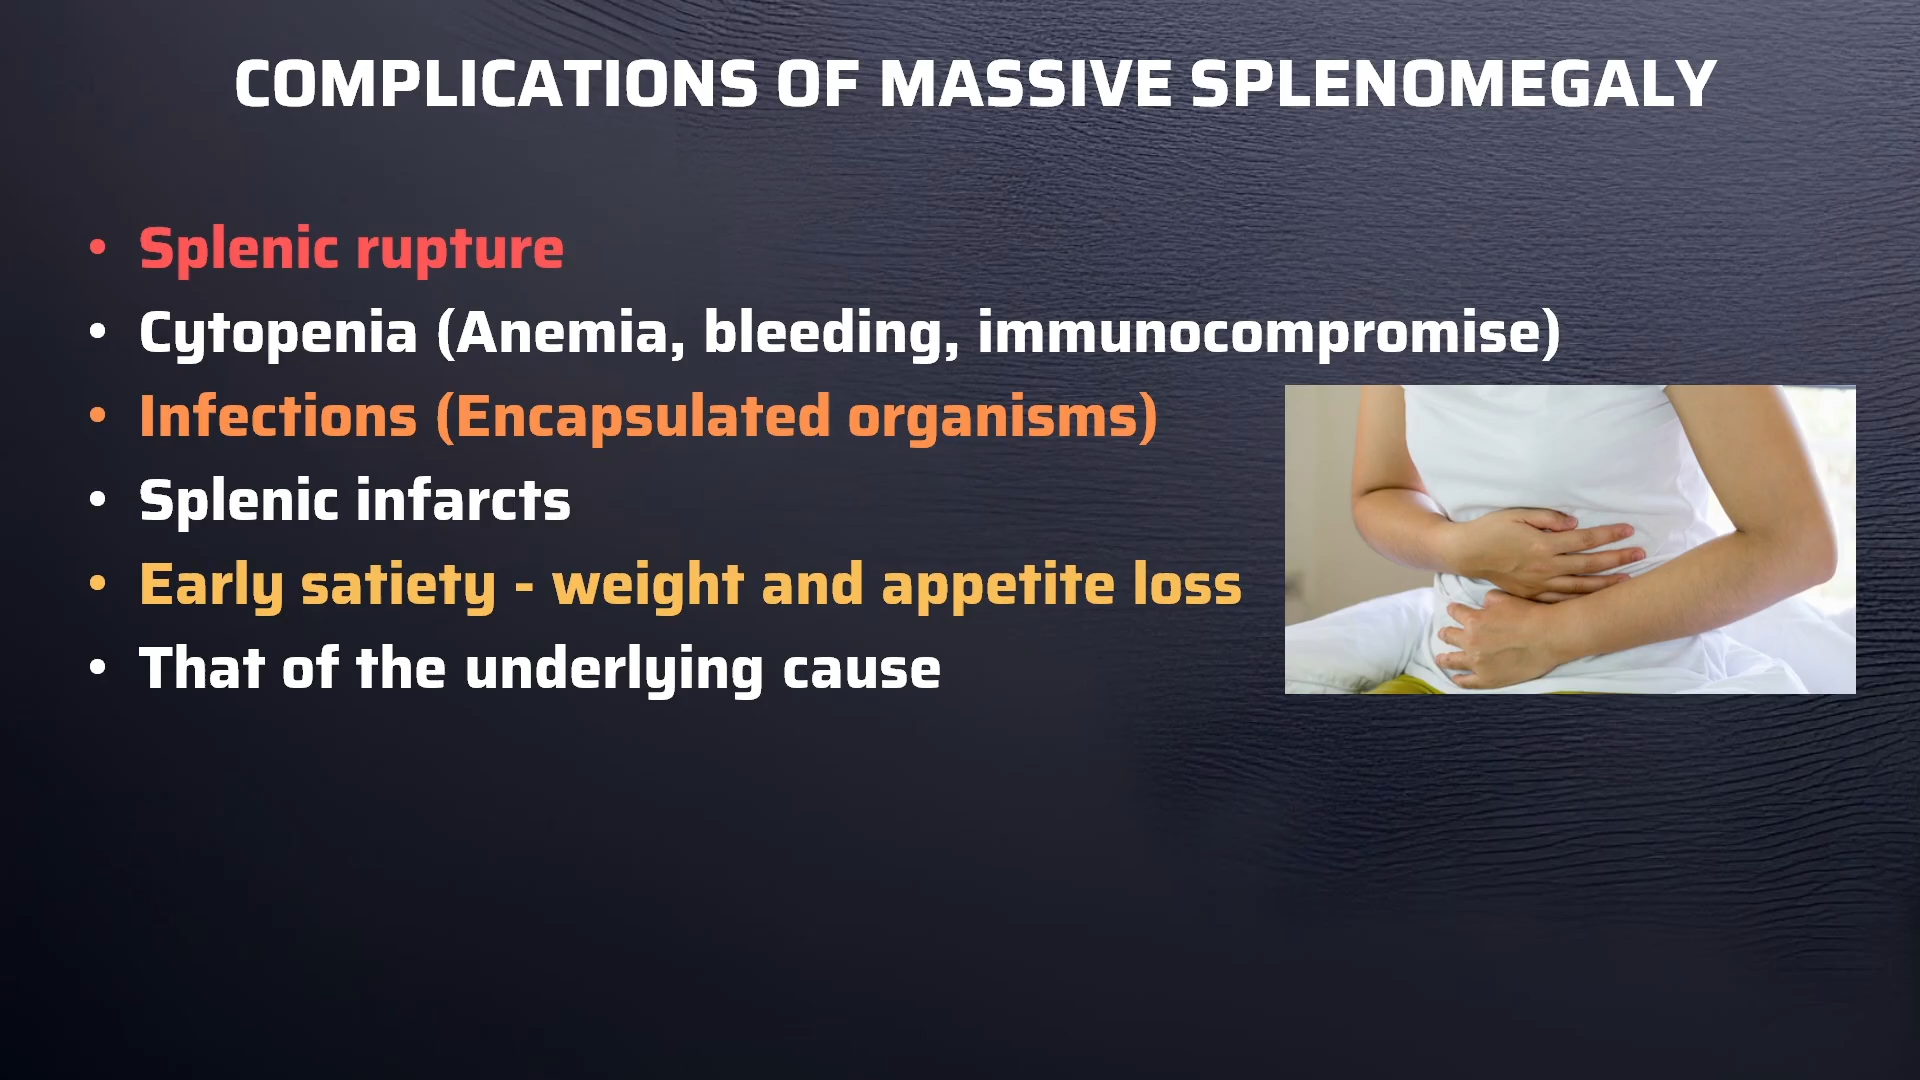 COMPLICATIONS OF MASSIVE SPLENOMEGALY
• Splenic rupture
• Cytopenia (Anemia, bleeding, immunocompromise)
• Infections (Encapsulated organisms)
• Splenic infarcts
• Early satiety - weight and appetite loss
• That of the underlying cause